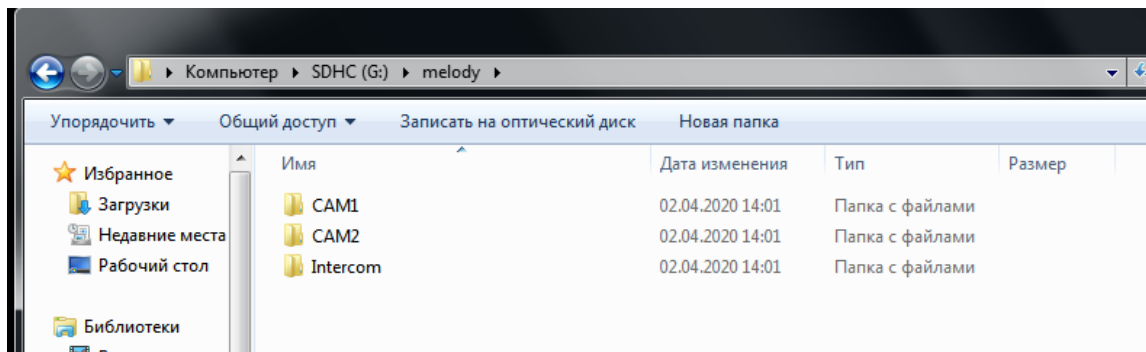 Компьютер ▸ SDHC (G:) ▸ melody ▸
Упорядочить ▾ Общий доступ ▾ Записать на оптический диск Новая папка
Избранное
Загрузки
Недавние места
Рабочий стол
Библиотеки
Имя Дата изменения Тип Размер
CAM1 02.04.2020 14:01 Папка с файлами
CAM2 02.04.2020 14:01 Папка с файлами
Intercom 02.04.2020 14:01 Папка с файлами